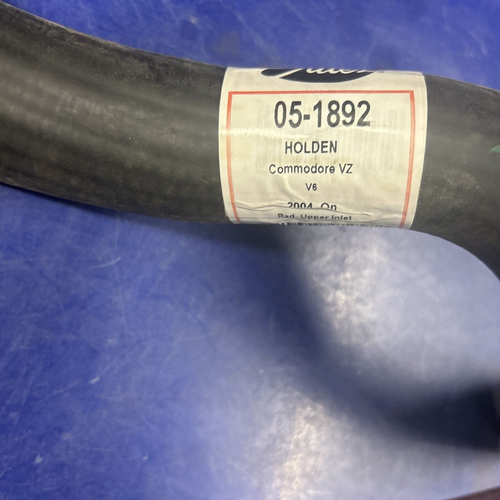 05-1892
HOLDEN
Commodore VZ
V6
2004 On
Rad. Upper Inlet